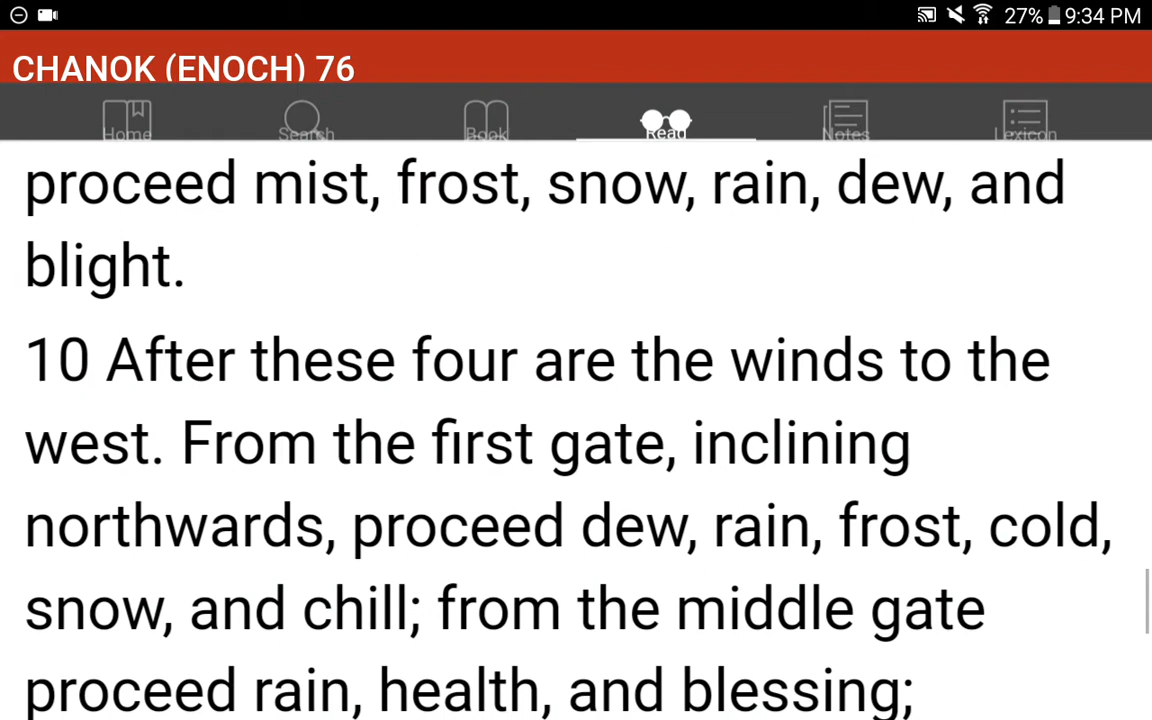 27% 9:34 PM
CHANOK (ENOCH) 76
Home Search Book Read Notes Lexicon
proceed mist, frost, snow, rain, dew, and
blight.
10 After these four are the winds to the
west. From the first gate, inclining
northwards, proceed dew, rain, frost, cold,
snow, and chill; from the middle gate
proceed rain, health, and blessing;